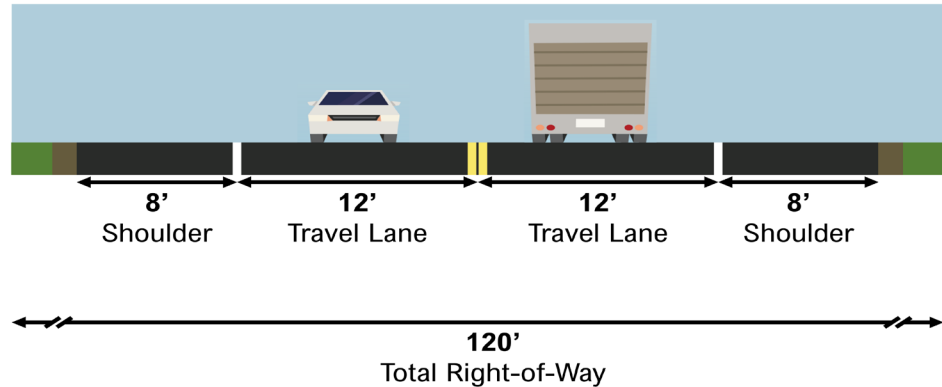 8’ 12’ 12’ 8’
Shoulder Travel Lane Travel Lane Shoulder
120’
Total Right-of-Way